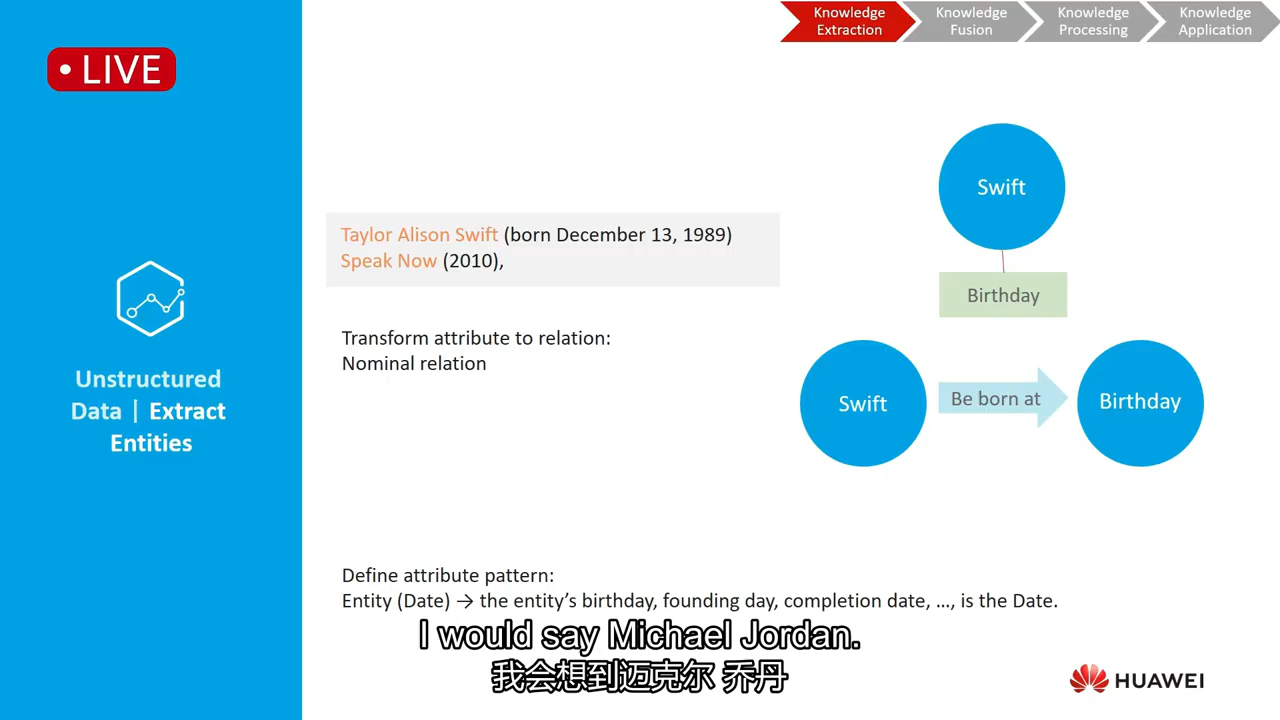 Knowledge
Extraction
Knowledge
Fusion
Knowledge
Processing
Knowledge
Application
• LIVE
Unstructured
Data | Extract
Entities
Taylor Alison Swift (born December 13, 1989)
Speak Now (2010),
Transform attribute to relation:
Nominal relation
Swift
Birthday
Swift
Be born at
Birthday
Define attribute pattern:
Entity (Date) → the entity’s birthday, founding day, completion date, …, is the Date.
I would say Michael Jordan.
我会想到迈克尔 乔丹
HUAWEI